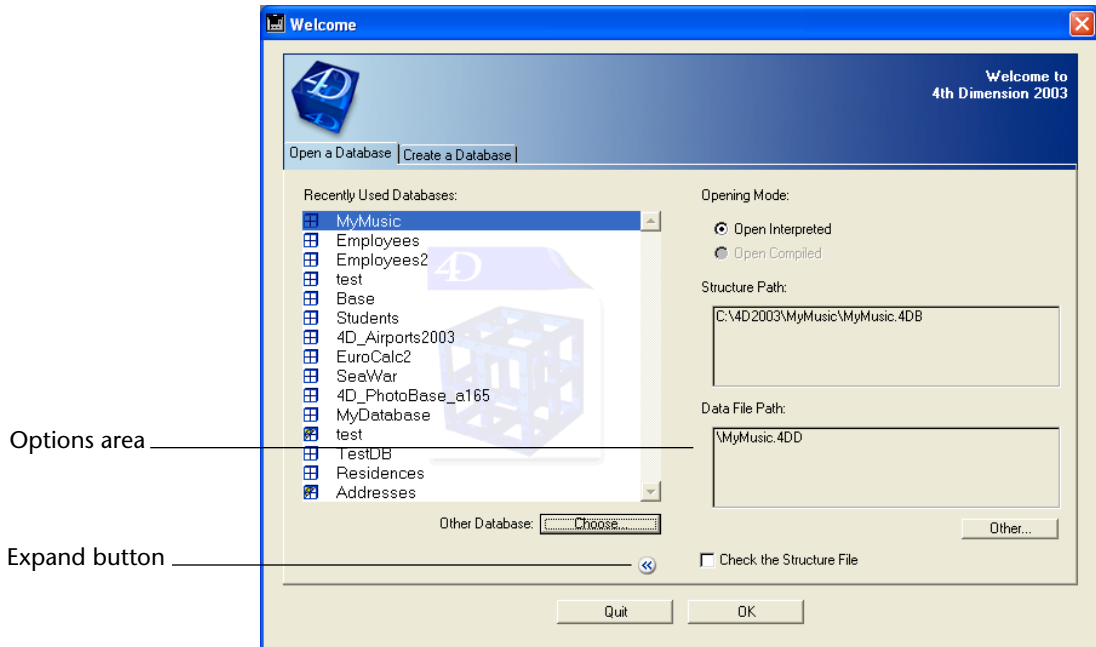 Welcome
4D
4D
Welcome to
4th Dimension 2003
Open a Database
Create a Database
Recently Used Databases:
MyMusic
Employees
Employees2
test
Base
Students
4D_Airports2003
EuroCalc2
SeaWar
4D_PhotoBase_a165
MyDatabase
test
TestDB
Residences
Addresses
4D
Other Database:
Choose...
Opening Mode:
Open Interpreted
Open Compiled
Structure Path:
C:\4D2003\MyMusic\MyMusic.4DB
Data File Path:
\MyMusic.4DD
Other...
Check the Structure File
Quit
OK
Options area
Expand button